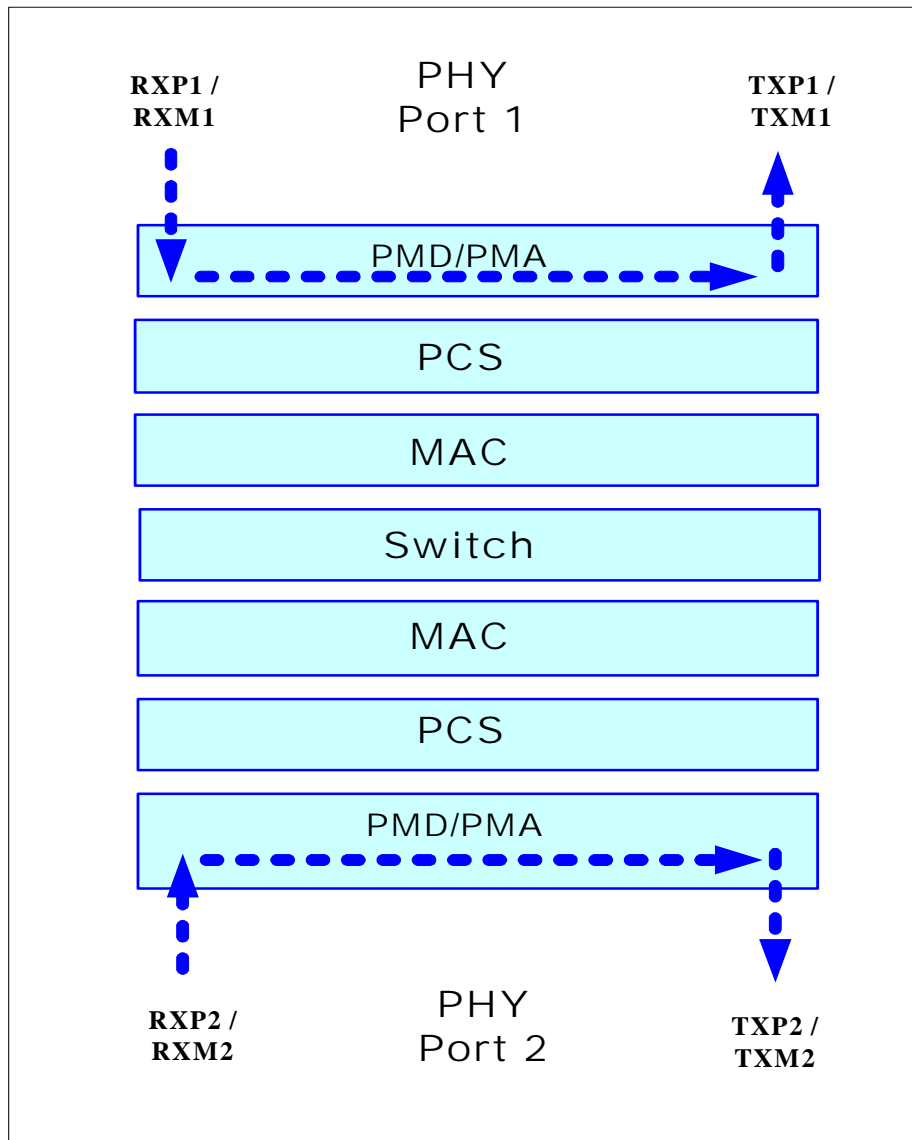 RXP1 /
RXM1
PHY
Port 1
TXP1 /
TXM1
PMD/PMA
PCS
MAC
Switch
MAC
PCS
PMD/PMA
RXP2 /
RXM2
PHY
Port 2
TXP2 /
TXM2